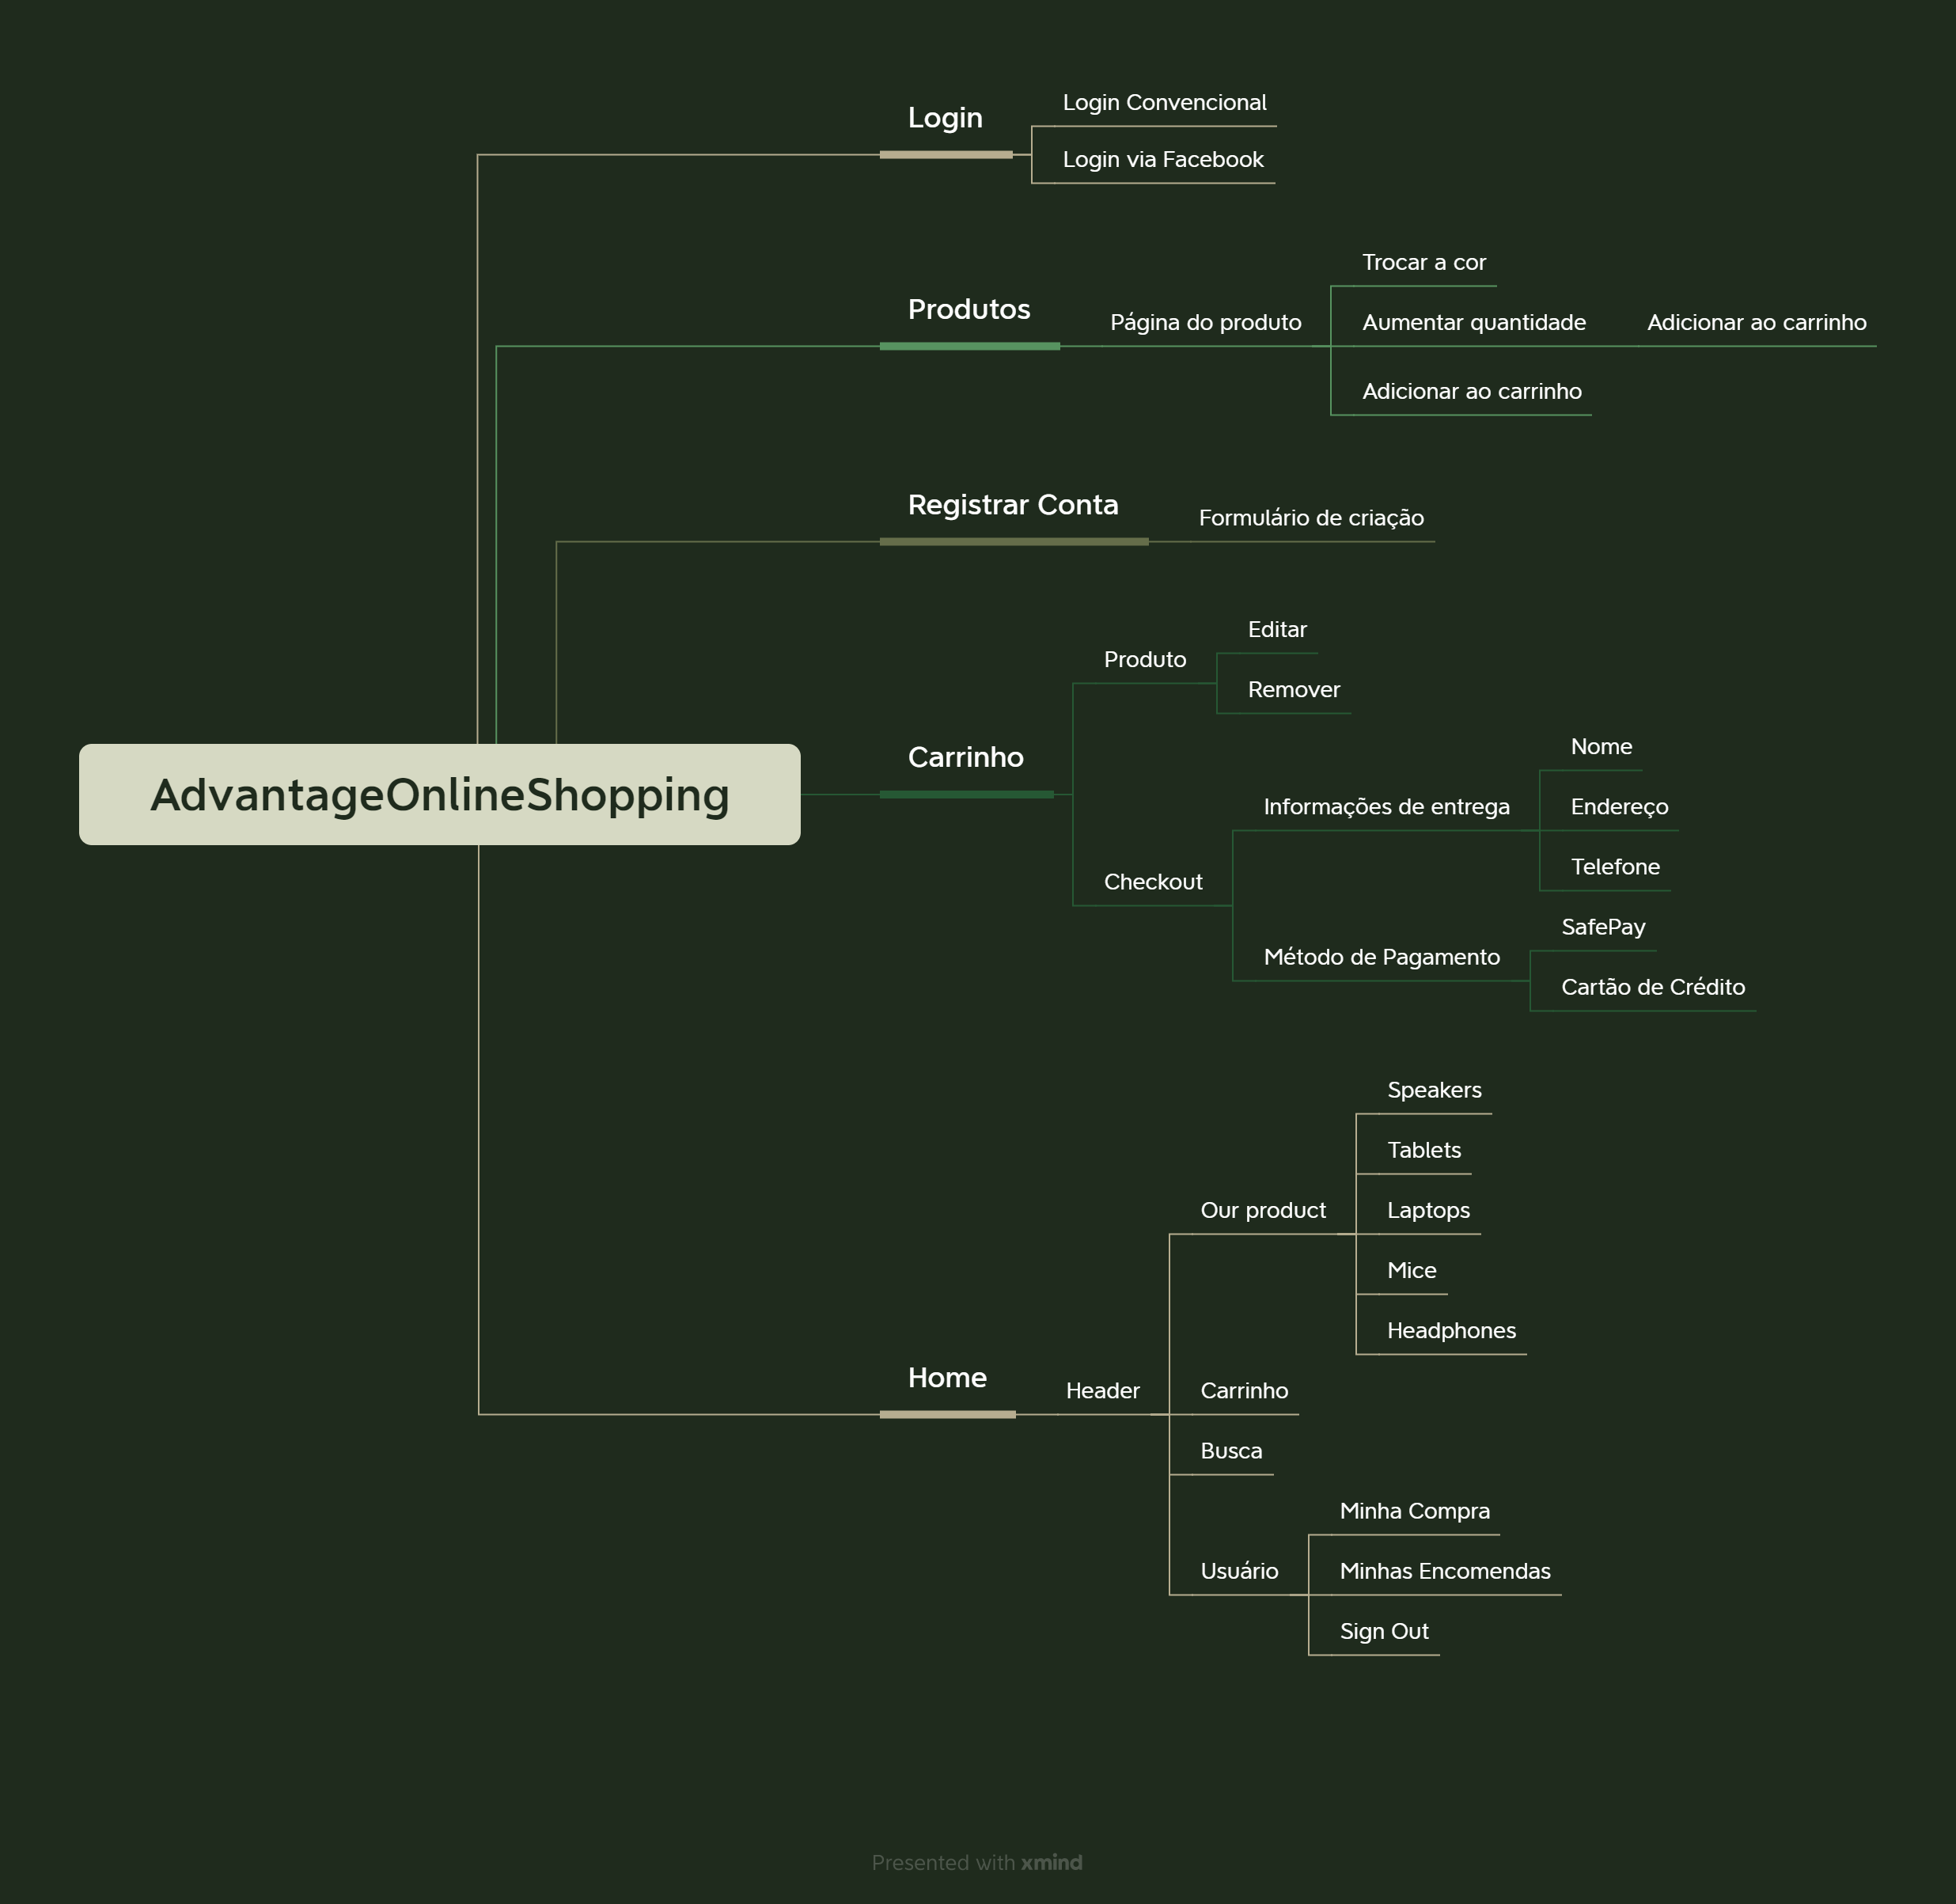 Login
Login Convencional
Login via Facebook
Produtos
Página do produto
Trocar a cor
Aumentar quantidade
Adicionar ao carrinho
Adicionar ao carrinho
Registrar Conta
Formulário de criação
AdvantageOnlineShopping
Carrinho
Produto
Editar
Remover
Checkout
Informações de entrega
Nome
Endereço
Telefone
Método de Pagamento
SafePay
Cartão de Crédito
Home
Header
Our product
Speakers
Tablets
Laptops
Mice
Headphones
Carrinho
Busca
Usuário
Minha Compra
Minhas Encomendas
Sign Out
Presented with xmind